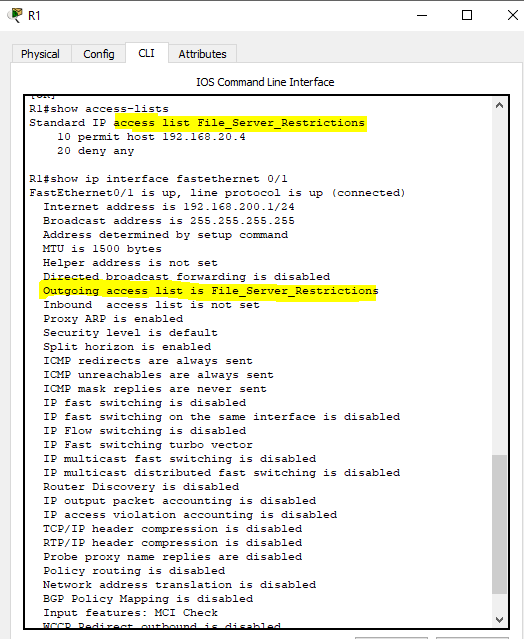 R1
Physical Config CLI Attributes
IOS Command Line Interface
R1#show access-lists
Standard IP access list File_Server_Restrictions
10 permit host 192.168.20.4
20 deny any
R1#show ip interface fastethernet 0/1
FastEthernet0/1 is up, line protocol is up (connected)
Internet address is 192.168.200.1/24
Broadcast address is 255.255.255.255
Address determined by setup command
MTU is 1500 bytes
Helper address is not set
Directed broadcast forwarding is disabled
Outgoing access list is File_Server_Restrictions
Inbound  access list is not set
Proxy ARP is enabled
Security level is default
Split horizon is enabled
ICMP redirects are always sent
ICMP unreachables are always sent
ICMP mask replies are never sent
IP fast switching is disabled
IP fast switching on the same interface is disabled
IP Flow switching is disabled
IP Fast switching turbo vector
IP multicast fast switching is disabled
IP multicast distributed fast switching is disabled
Router Discovery is disabled
IP output packet accounting is disabled
IP access violation accounting is disabled
TCP/IP header compression is disabled
RTP/IP header compression is disabled
Probe proxy name replies are disabled
Policy routing is disabled
Network address translation is disabled
BGP Policy Mapping is disabled
Input features: MCI Check
WCCP Redirect outbound is disabled